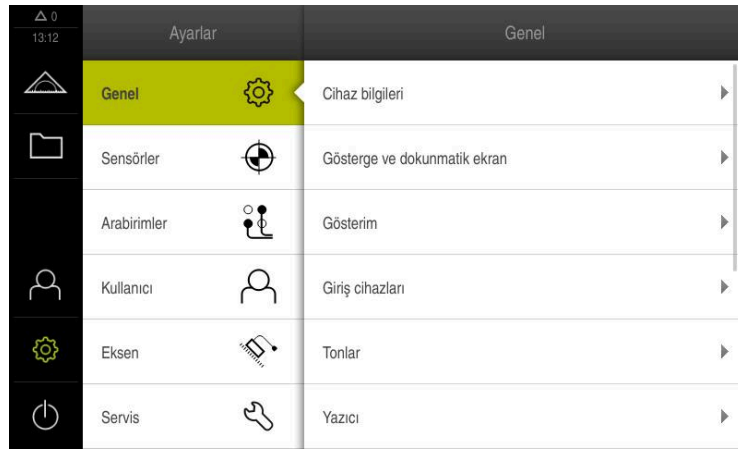 0
13:12
Ayarlar
Genel
Genel
Sensörler
Arabirimler
Kullanıcı
Eksen
Servis
Cihaz bilgileri
Gösterge ve dokunmatik ekran
Gösterim
Giriş cihazları
Tonlar
Yazıcı